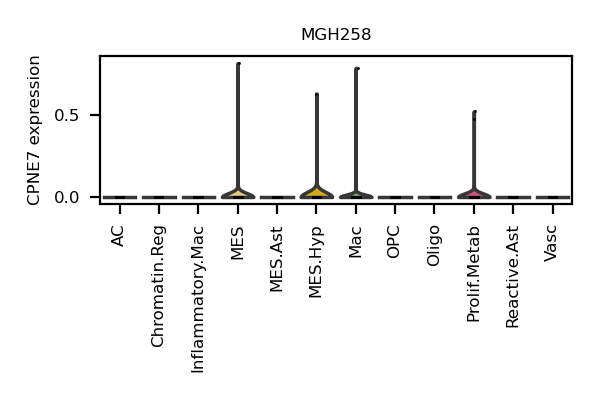 MGH258
CPNE7 expression
0.5
0.0
AC
Chromatin.Reg
Inflammatory.Mac
MES
MES.Ast
MES.Hyp
Mac
OPC
Oligo
Prolif.Metab
Reactive.Ast
Vasc